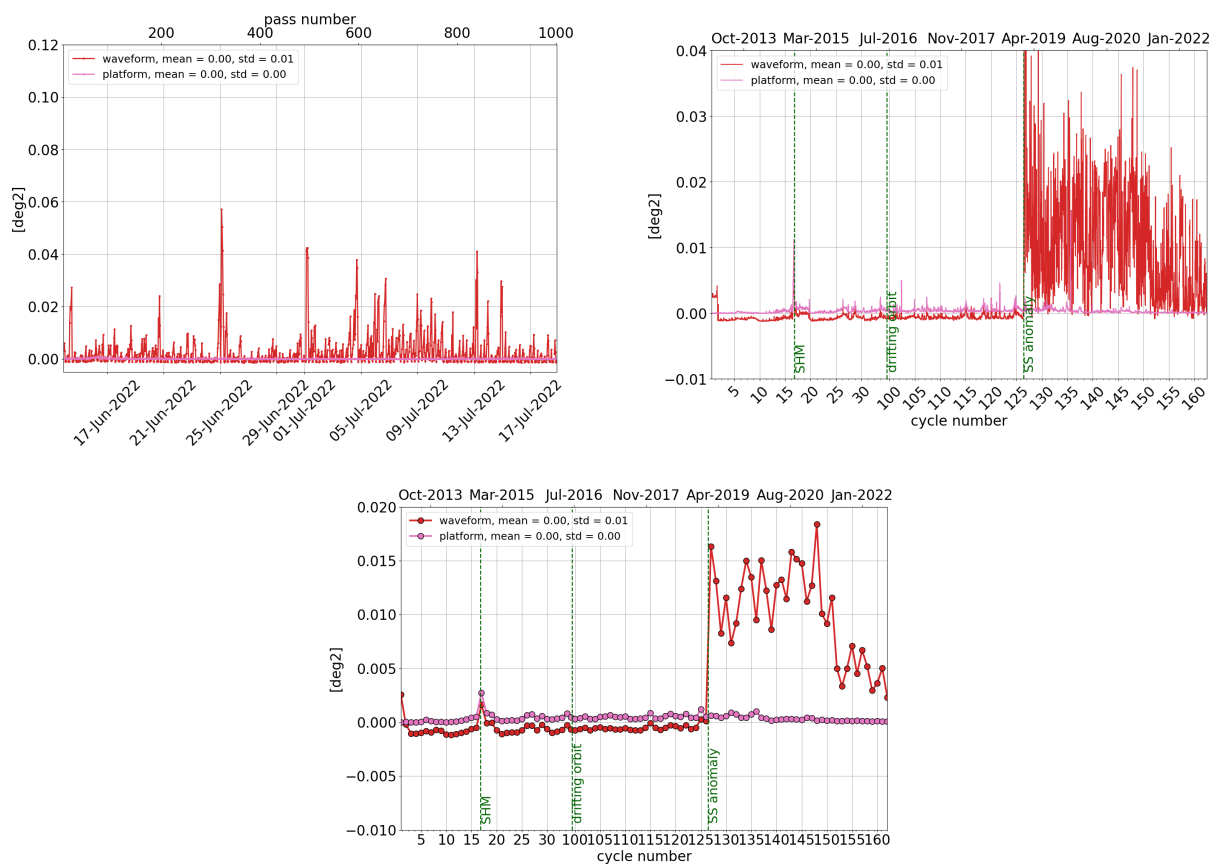 pass number
200 400 600 800 1000
0.12
0.10
0.08
0.06
0.04
0.02
0.00
[deg2]
waveform, mean = 0.00, std = 0.01
platform, mean = 0.00, std = 0.00
17-Jun-2022 21-Jun-2022 25-Jun-2022 29-Jun-2022 01-Jul-2022 05-Jul-2022 09-Jul-2022 13-Jul-2022 17-Jul-2022
Oct-2013 Mar-2015 Jul-2016 Nov-2017 Apr-2019 Aug-2020 Jan-2022
0.04
0.03
0.02
0.01
0.00
−0.01
[deg2]
waveform, mean = 0.00, std = 0.01
platform, mean = 0.00, std = 0.00
SHM
drifting orbit
SS anomaly
5 10 15 20 25 30 100 105 110 115 120 125 130 135 140 145 150 155 160
cycle number
Oct-2013 Mar-2015 Jul-2016 Nov-2017 Apr-2019 Aug-2020 Jan-2022
0.020
0.015
0.010
0.005
0.000
−0.005
−0.010
[deg2]
waveform, mean = 0.00, std = 0.01
platform, mean = 0.00, std = 0.00
SHM
drifting orbit
SS anomaly
5 10 15 20 25 30 100 105 110 115 120 125 130 135 140 145 150 155 160
cycle number